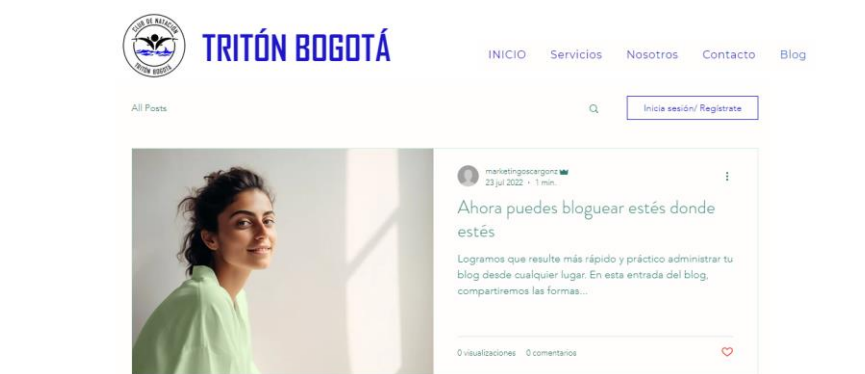 CLUB DE NATACIÓN
TRITÓN BOGOTÁ
TRITÓN BOGOTÁ
INICIO Servicios Nosotros Contacto Blog
All Posts
Inicia sesión/ Regístrate
marketingoscargonz
23 jul 2022 · 1 min.
Ahora puedes bloguear estés donde
estés
Logramos que resulte más rápido y práctico administrar tu
blog desde cualquier lugar. En esta entrada del blog,
compartiremos las formas...
0 visualizaciones 0 comentarios